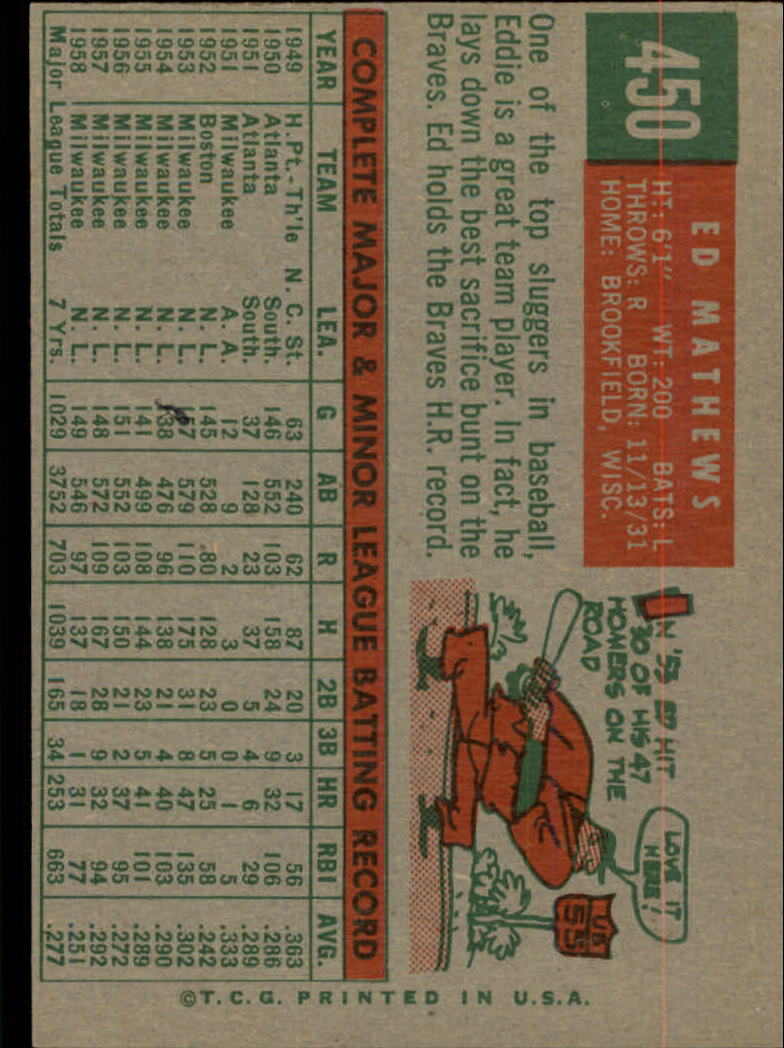 450
ED MATHEWS
HT: 6'1" WT: 200 BATS: L
THROWS: R BORN: 11/13/31
HOME: BROOKFIELD, WISC.
One of the top sluggers in baseball,
Eddie is a great team player. In fact, he
lays down the best sacrifice bunt on the
Braves. Ed holds the Braves H.R. record.
IN '53 ED HIT
30 OF HIS 47
HOMERS ON THE
ROAD
LOVE IT
HERE!
US
55
COMPLETE MAJOR & MINOR LEAGUE BATTING RECORD
YEAR TEAM LEA. G AB R H 2B 3B HR RBI AVG.
1949 H.Pt.-Th'le N. C. St. 63 240 62 87 20 3 17 56 .363
1950 Atlanta South. 146 552 103 158 24 9 32 106 .286
1951 Atlanta South. 37 128 23 37 5 4 6 29 .289
1951 Milwaukee A. A. 12 9 2 3 0 0 1 5 .333
1952 Boston N. L. 145 528 80 128 23 5 25 58 .242
1953 Milwaukee N. L. 579 110 175 31 8 47 135 .302
1954 Milwaukee N. L. 138 476 96 138 21 4 40 103 .290
1955 Milwaukee N. L. 141 499 108 144 23 5 41 101 .289
1956 Milwaukee N. L. 151 552 103 150 21 2 37 95 .272
1957 Milwaukee N. L. 148 572 109 167 28 9 32 94 .292
1958 Milwaukee N. L. 149 546 97 137 18 1 31 77 .251
Major League Totals 7 Yrs. 1029 3752 703 1039 165 34 253 663 .277
©T.C.G. PRINTED IN U.S.A.